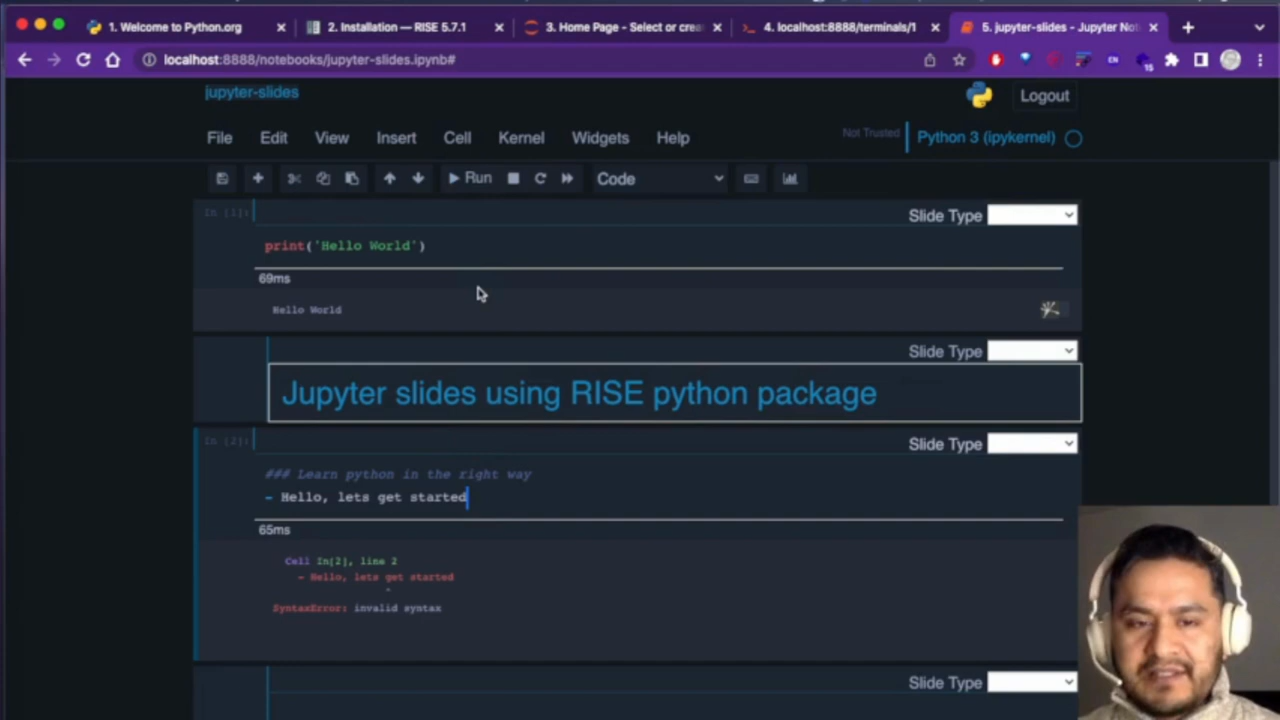 1. Welcome to Python.org
2. Installation — RISE 5.7.1
3. Home Page - Select or crea
4. localhost:8888/terminals/1
5. jupyter-slides - Jupyter Not
localhost:8888/notebooks/jupyter-slides.ipynb#
EN
15
jupyter-slides
Logout
File Edit View Insert Cell Kernel Widgets Help
Not Trusted
Python 3 (ipykernel)
Run
Code
In [1]:
Slide Type
print('Hello World')
69ms
Hello World
Slide Type
Jupyter slides using RISE python package
In [2]:
Slide Type
### Learn python in the right way
- Hello, lets get started
65ms
Cell In[2], line 2
- Hello, lets get started
^
SyntaxError: invalid syntax
Slide Type